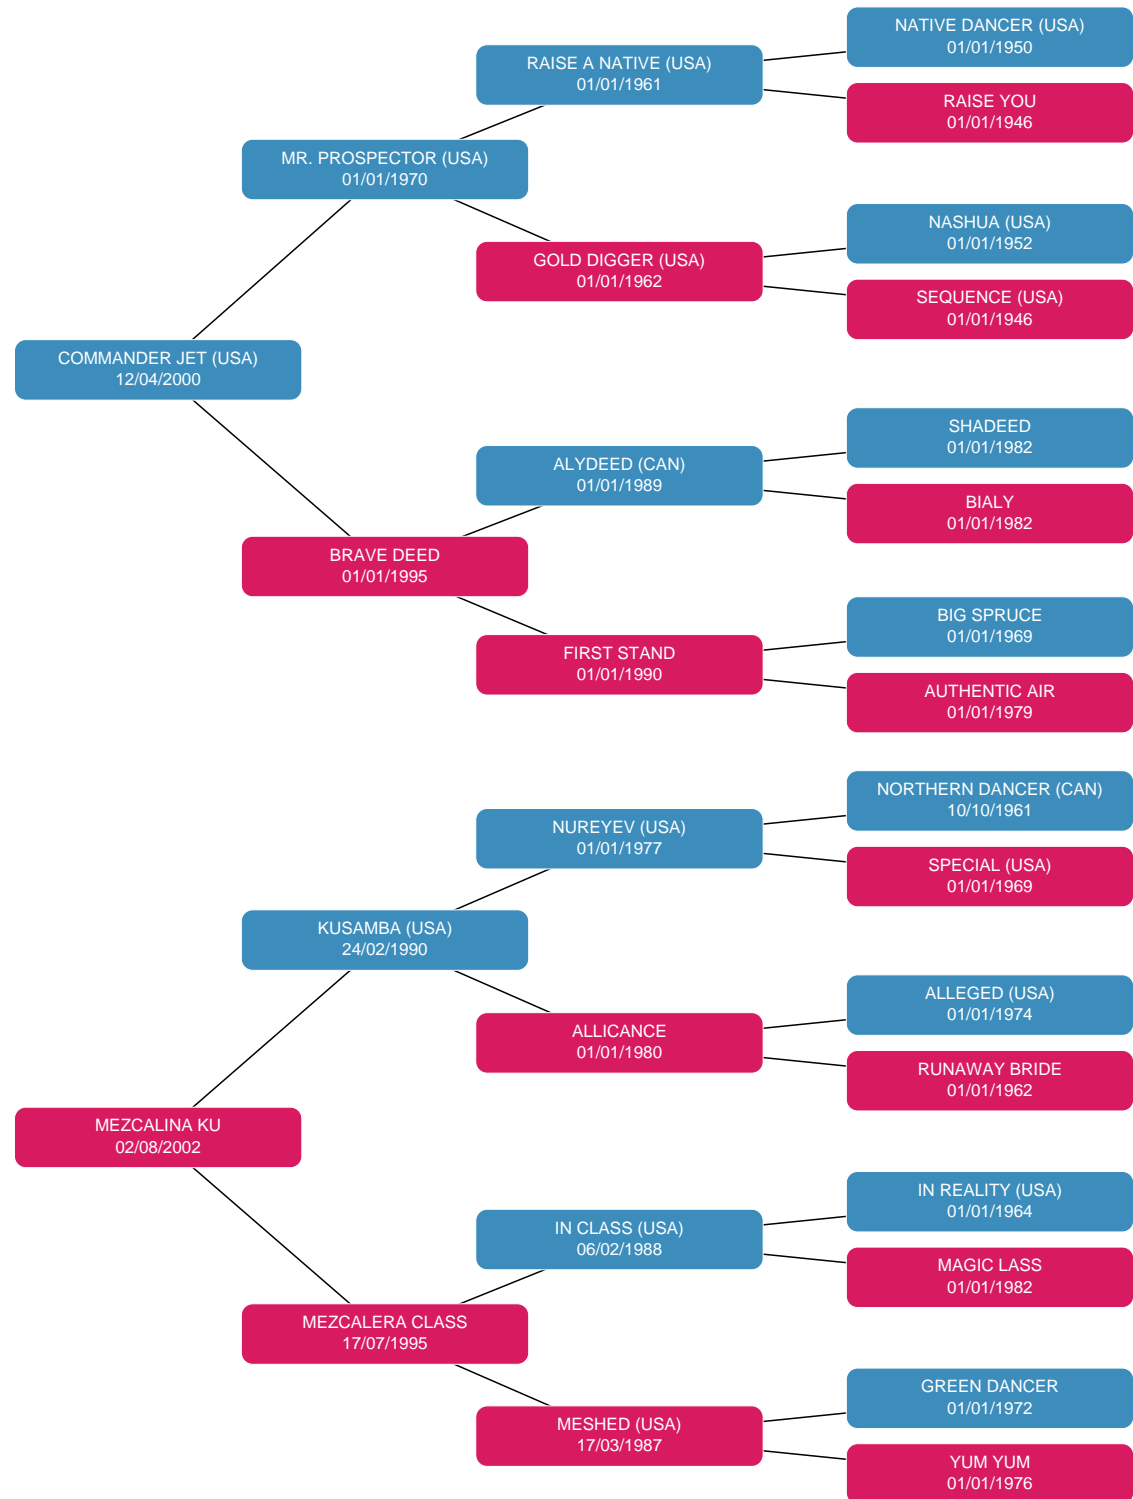 NATIVE DANCER (USA)
01/01/1950
RAISE A NATIVE (USA)
01/01/1961
RAISE YOU
01/01/1946
MR. PROSPECTOR (USA)
01/01/1970
NASHUA (USA)
01/01/1952
GOLD DIGGER (USA)
01/01/1962
SEQUENCE (USA)
01/01/1946
COMMANDER JET (USA)
12/04/2000
SHADEED
01/01/1982
ALYDEED (CAN)
01/01/1989
BIALY
01/01/1982
BRAVE DEED
01/01/1995
BIG SPRUCE
01/01/1969
FIRST STAND
01/01/1990
AUTHENTIC AIR
01/01/1979
NORTHERN DANCER (CAN)
10/10/1961
NUREYEV (USA)
01/01/1977
SPECIAL (USA)
01/01/1969
KUSAMBA (USA)
24/02/1990
ALLEGED (USA)
01/01/1974
ALLICANCE
01/01/1980
RUNAWAY BRIDE
01/01/1962
MEZCALINA KU
02/08/2002
IN REALITY (USA)
01/01/1964
IN CLASS (USA)
06/02/1988
MAGIC LASS
01/01/1982
MEZCALERA CLASS
17/07/1995
GREEN DANCER
01/01/1972
MESHED (USA)
17/03/1987
YUM YUM
01/01/1976